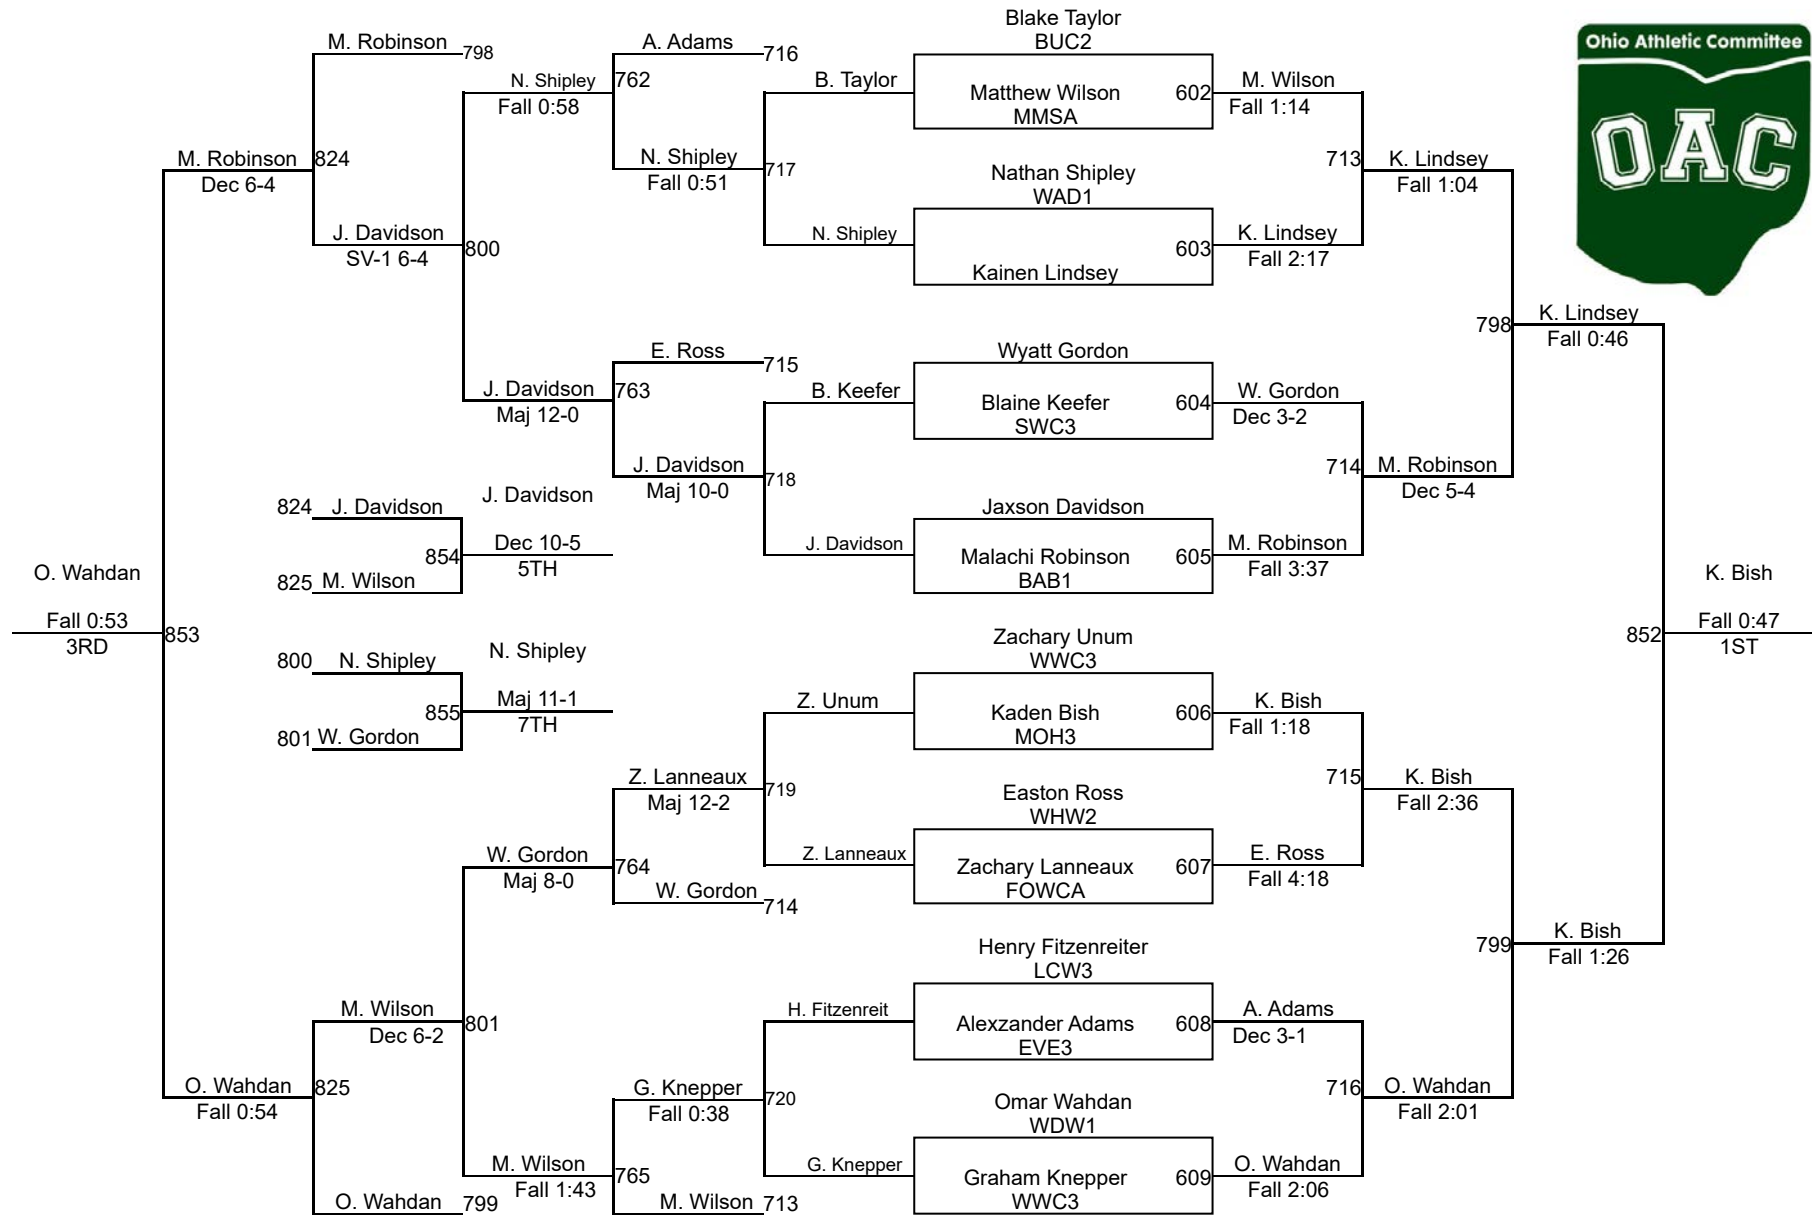 Blake Taylor
Ohio Athletic Committee
M. Robinson 798 A. Adams 716 BUC2
N. Shipley 762 B. Taylor Matthew Wilson 602 M. Wilson
Fall 0:58 MMSA Fall 1:14
OAC
M. Robinson 824 N. Shipley 717 Nathan Shipley 713 K. Lindsey
Dec 6-4 Fall 0:51 WAD1 Fall 1:04
J. Davidson 800 N. Shipley 603 K. Lindsey
SV-1 6-4 Kainen Lindsey Fall 2:17
798 K. Lindsey
Fall 0:46
E. Ross 715 Wyatt Gordon
J. Davidson 763 B. Keefer Blaine Keefer 604 W. Gordon
Maj 12-0 SWC3 Dec 3-2
J. Davidson 718 714 M. Robinson
Maj 10-0 Dec 5-4
824 J. Davidson J. Davidson Jaxson Davidson
854 Dec 10-5 J. Davidson Malachi Robinson 605 M. Robinson
5TH BAB1 Fall 3:37
O. Wahdan 825 M. Wilson K. Bish
Fall 0:53 853 852 Fall 0:47
3RD 1ST
800 N. Shipley N. Shipley Zachary Unum
WWC3
855 Maj 11-1 Z. Unum Kaden Bish 606 K. Bish
7TH MOH3 Fall 1:18
801 W. Gordon
Z. Lanneaux 719 Easton Ross 715 K. Bish
Maj 12-2 WHW2 Fall 2:36
W. Gordon 764 Z. Lanneaux Zachary Lanneaux 607 E. Ross
Maj 8-0 FOWCA Fall 4:18
W. Gordon 714
Henry Fitzenreiter 799 K. Bish
LCW3 Fall 1:26
M. Wilson 801 H. Fitzenreit Alexzander Adams 608 A. Adams
Dec 6-2 EVE3 Dec 3-1
O. Wahdan 825 G. Knepper 720 Omar Wahdan 716 O. Wahdan
Fall 0:54 Fall 0:38 WDW1 Fall 2:01
M. Wilson 765 G. Knepper Graham Knepper 609 O. Wahdan
Fall 1:43 WWC3 Fall 2:06
O. Wahdan 799 M. Wilson 713